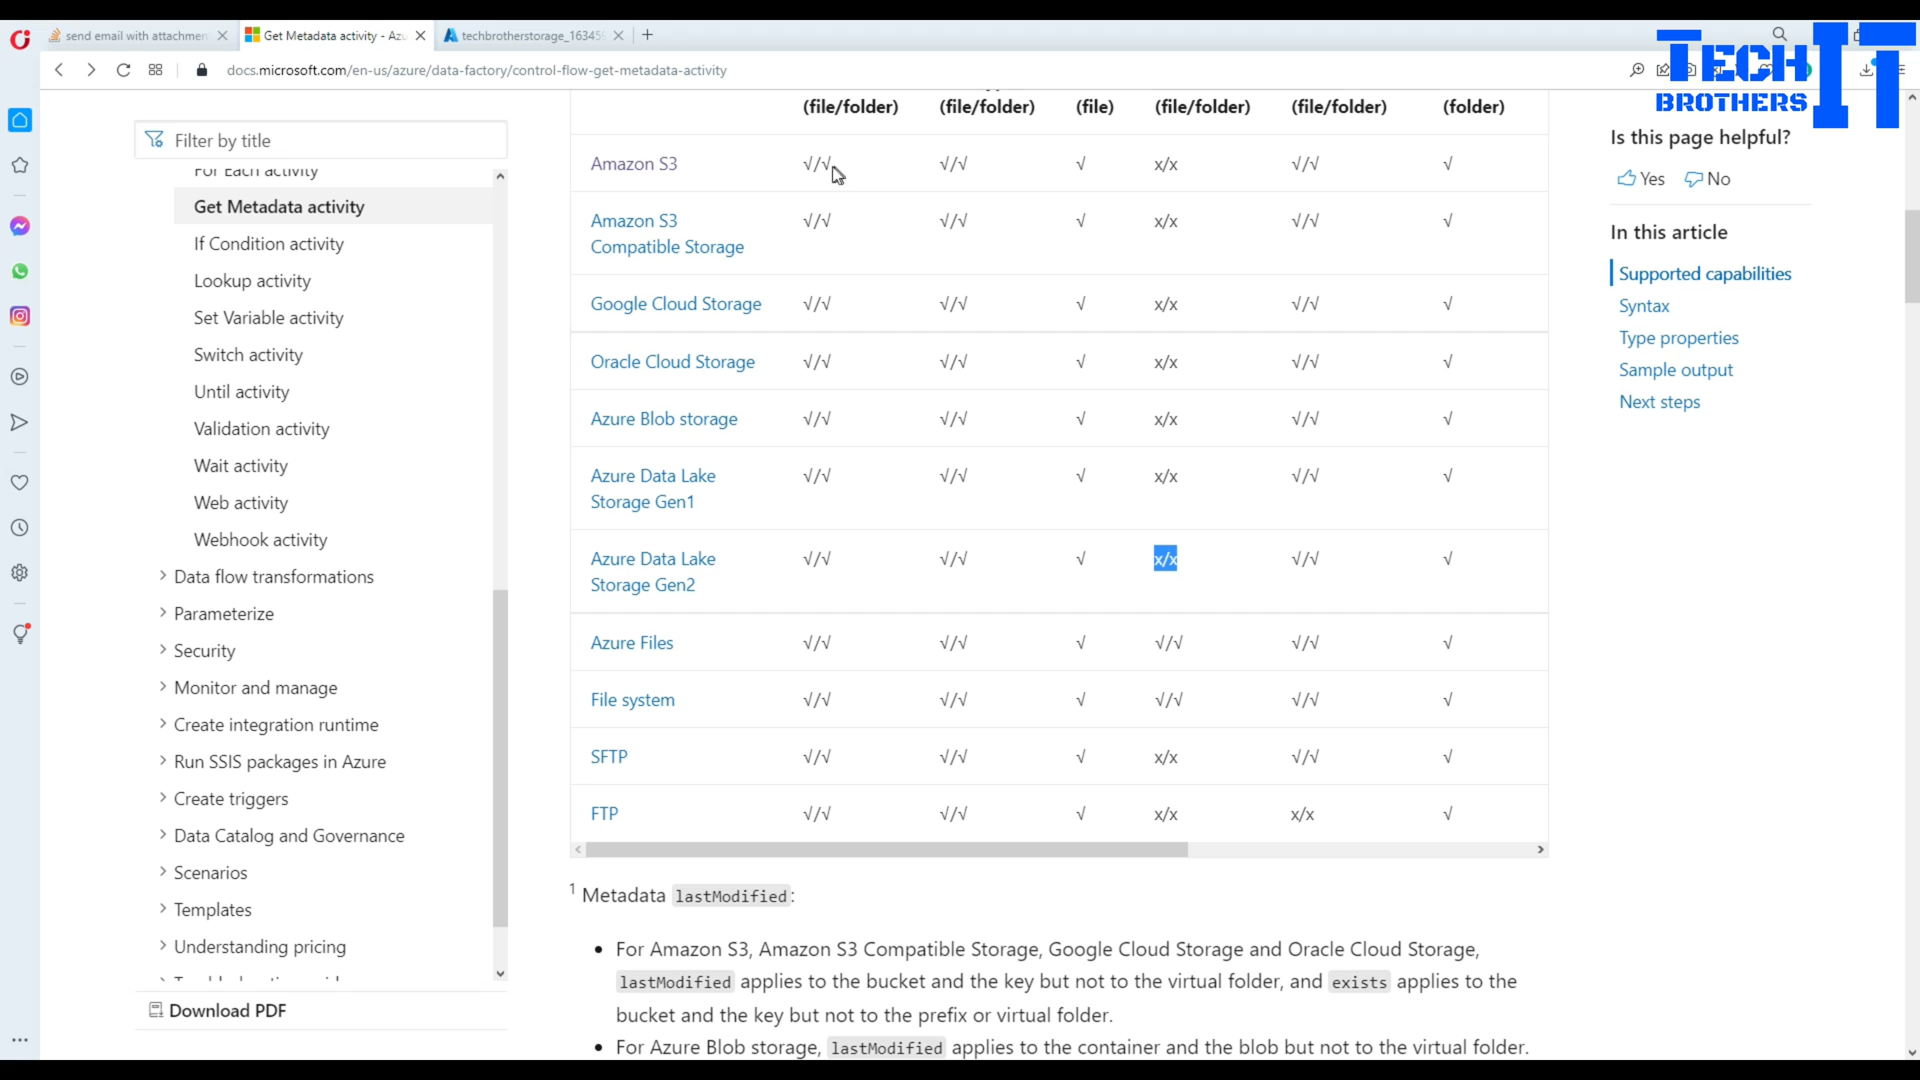 send email with attachmen
Get Metadata activity - Azu
techbrotherstorage_16345
docs.microsoft.com/en-us/azure/data-factory/control-flow-get-metadata-activity
TECH IT
BROTHERS
Filter by title
For Each activity
Get Metadata activity
If Condition activity
Lookup activity
Set Variable activity
Switch activity
Until activity
Validation activity
Wait activity
Web activity
Webhook activity
Data flow transformations
Parameterize
Security
Monitor and manage
Create integration runtime
Run SSIS packages in Azure
Create triggers
Data Catalog and Governance
Scenarios
Templates
Understanding pricing
Download PDF
(file/folder) (file/folder) (file) (file/folder) (file/folder) (folder)
Amazon S3 √/√ √/√ √ x/x √/√ √
Amazon S3 √/√ √/√ √ x/x √/√ √
Compatible Storage
Google Cloud Storage √/√ √/√ √ x/x √/√ √
Oracle Cloud Storage √/√ √/√ √ x/x √/√ √
Azure Blob storage √/√ √/√ √ x/x √/√ √
Azure Data Lake √/√ √/√ √ x/x √/√ √
Storage Gen1
Azure Data Lake √/√ √/√ √ x/x √/√ √
Storage Gen2
Azure Files √/√ √/√ √ √/√ √/√ √
File system √/√ √/√ √ √/√ √/√ √
SFTP √/√ √/√ √ x/x √/√ √
FTP √/√ √/√ √ x/x x/x √
1 Metadata lastModified:
• For Amazon S3, Amazon S3 Compatible Storage, Google Cloud Storage and Oracle Cloud Storage,
lastModified applies to the bucket and the key but not to the virtual folder, and exists applies to the
bucket and the key but not to the prefix or virtual folder.
• For Azure Blob storage, lastModified applies to the container and the blob but not to the virtual folder.
Is this page helpful?
Yes No
In this article
Supported capabilities
Syntax
Type properties
Sample output
Next steps